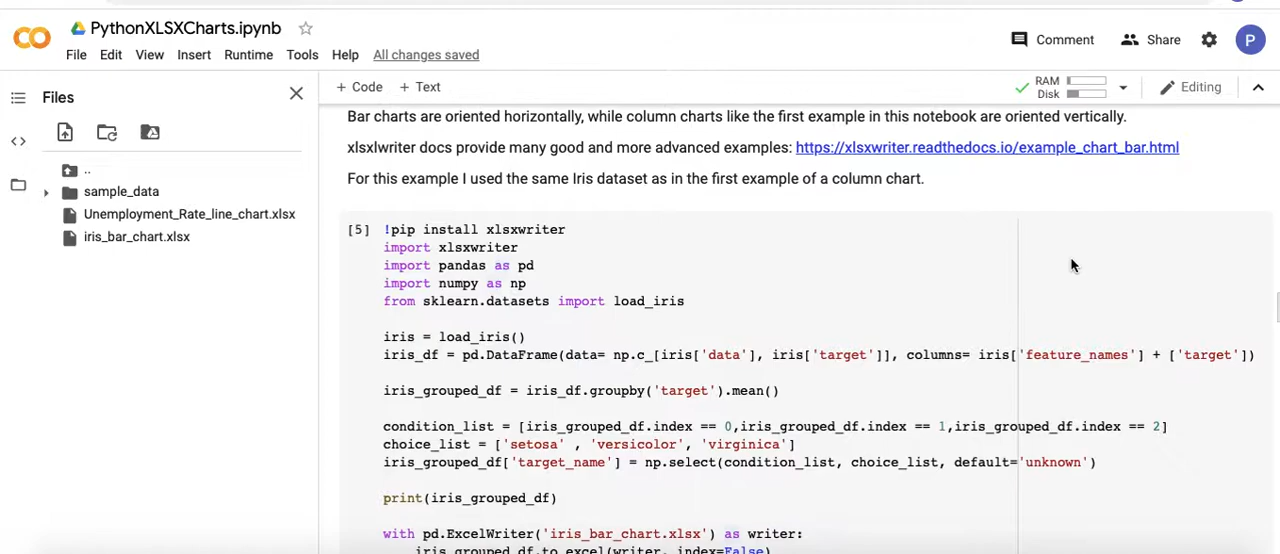 PythonXLSXCharts.ipynb
File Edit View Insert Runtime Tools Help All changes saved
Comment
Share
P
Files
+ Code + Text
RAM
Disk
Editing
..
sample_data
Unemployment_Rate_line_chart.xlsx
iris_bar_chart.xlsx
Bar charts are oriented horizontally, while column charts like the first example in this notebook are oriented vertically.
xlsxlwriter docs provide many good and more advanced examples: https://xlsxwriter.readthedocs.io/example_chart_bar.html
For this example I used the same Iris dataset as in the first example of a column chart.
[5] !pip install xlsxwriter
import xlsxwriter
import pandas as pd
import numpy as np
from sklearn.datasets import load_iris
iris = load_iris()
iris_df = pd.DataFrame(data= np.c_[iris['data'], iris['target']], columns= iris['feature_names'] + ['target'])
iris_grouped_df = iris_df.groupby('target').mean()
condition_list = [iris_grouped_df.index == 0,iris_grouped_df.index == 1,iris_grouped_df.index == 2]
choice_list = ['setosa' , 'versicolor', 'virginica']
iris_grouped_df['target_name'] = np.select(condition_list, choice_list, default='unknown')
print(iris_grouped_df)
with pd.ExcelWriter('iris_bar_chart.xlsx') as writer:
iris_grouped_df.to_excel(writer, index=False)